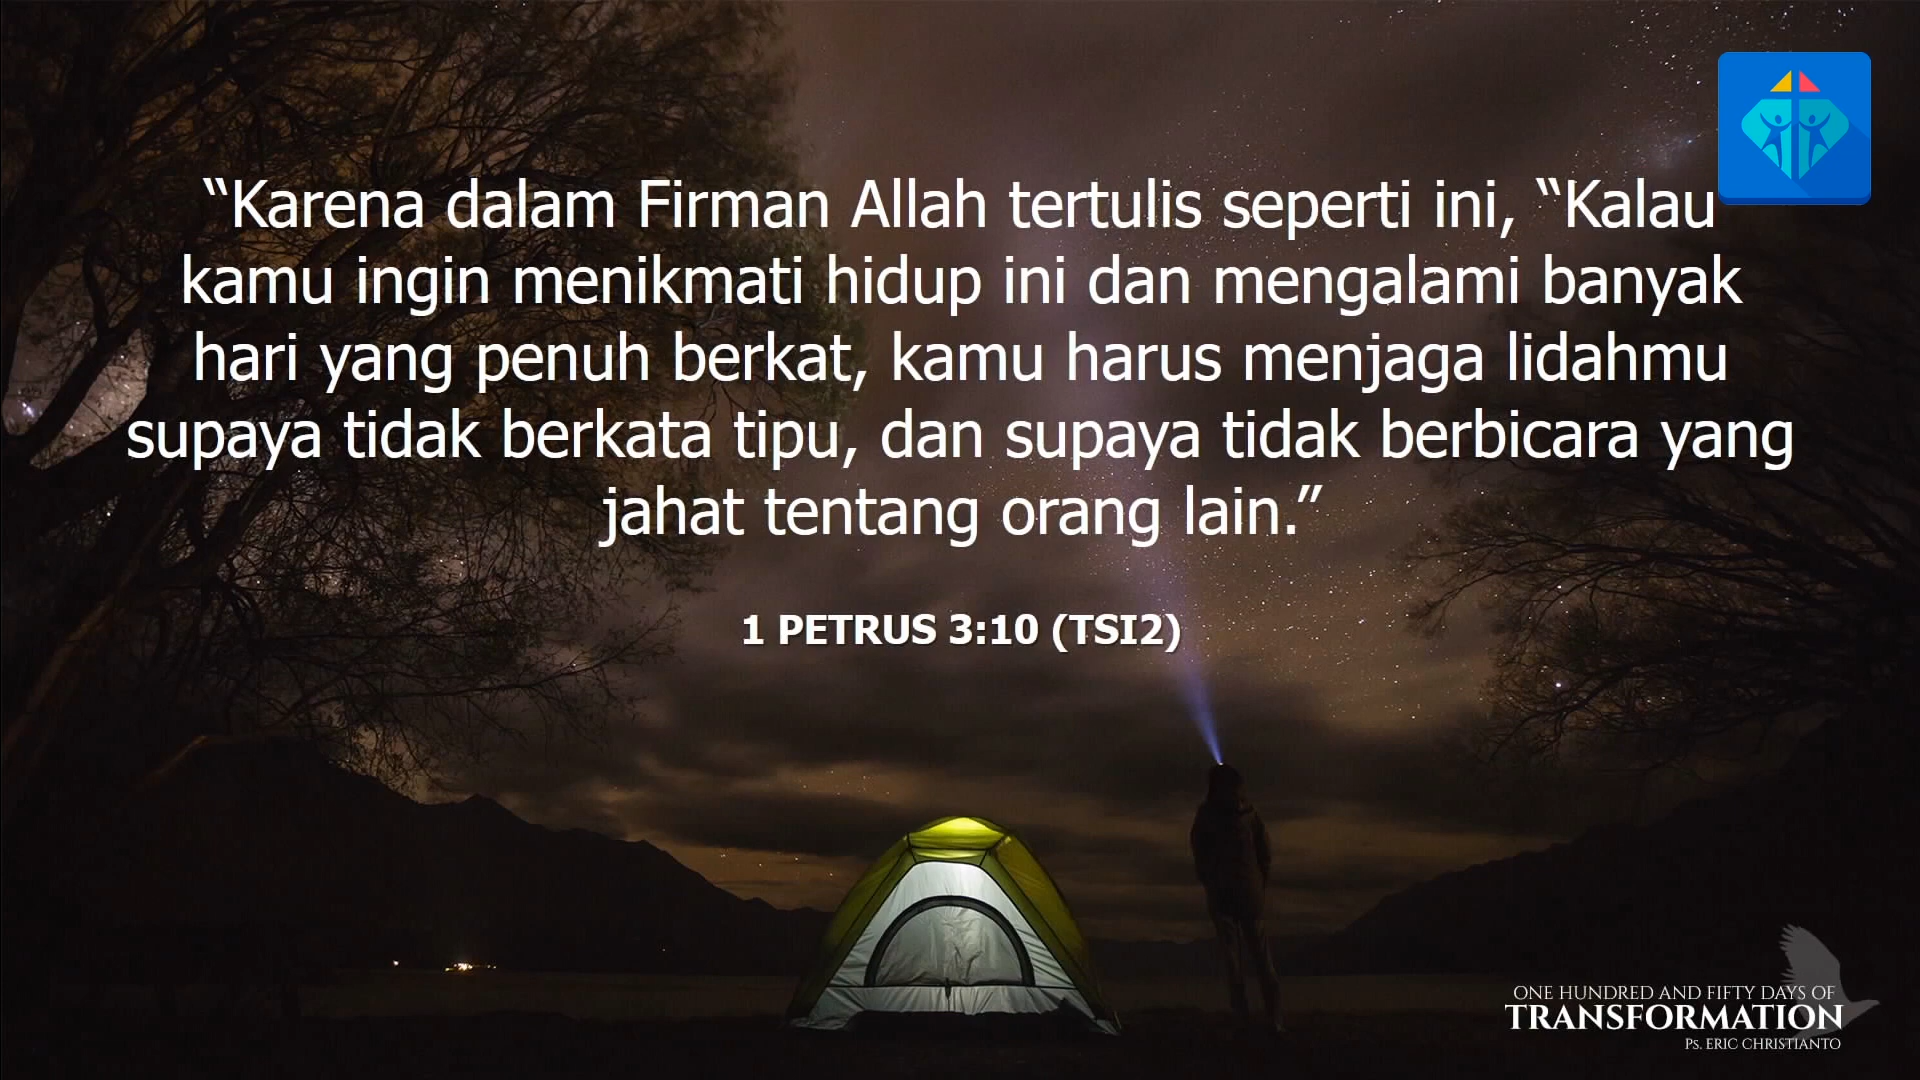 “Karena dalam Firman Allah tertulis seperti ini, “Kalau
kamu ingin menikmati hidup ini dan mengalami banyak
hari yang penuh berkat, kamu harus menjaga lidahmu
supaya tidak berkata tipu, dan supaya tidak berbicara yang
jahat tentang orang lain.”
1 PETRUS 3:10 (TSI2)
ONE HUNDRED AND FIFTY DAYS OF
TRANSFORMATION
Ps. ERIC CHRISTIANTO